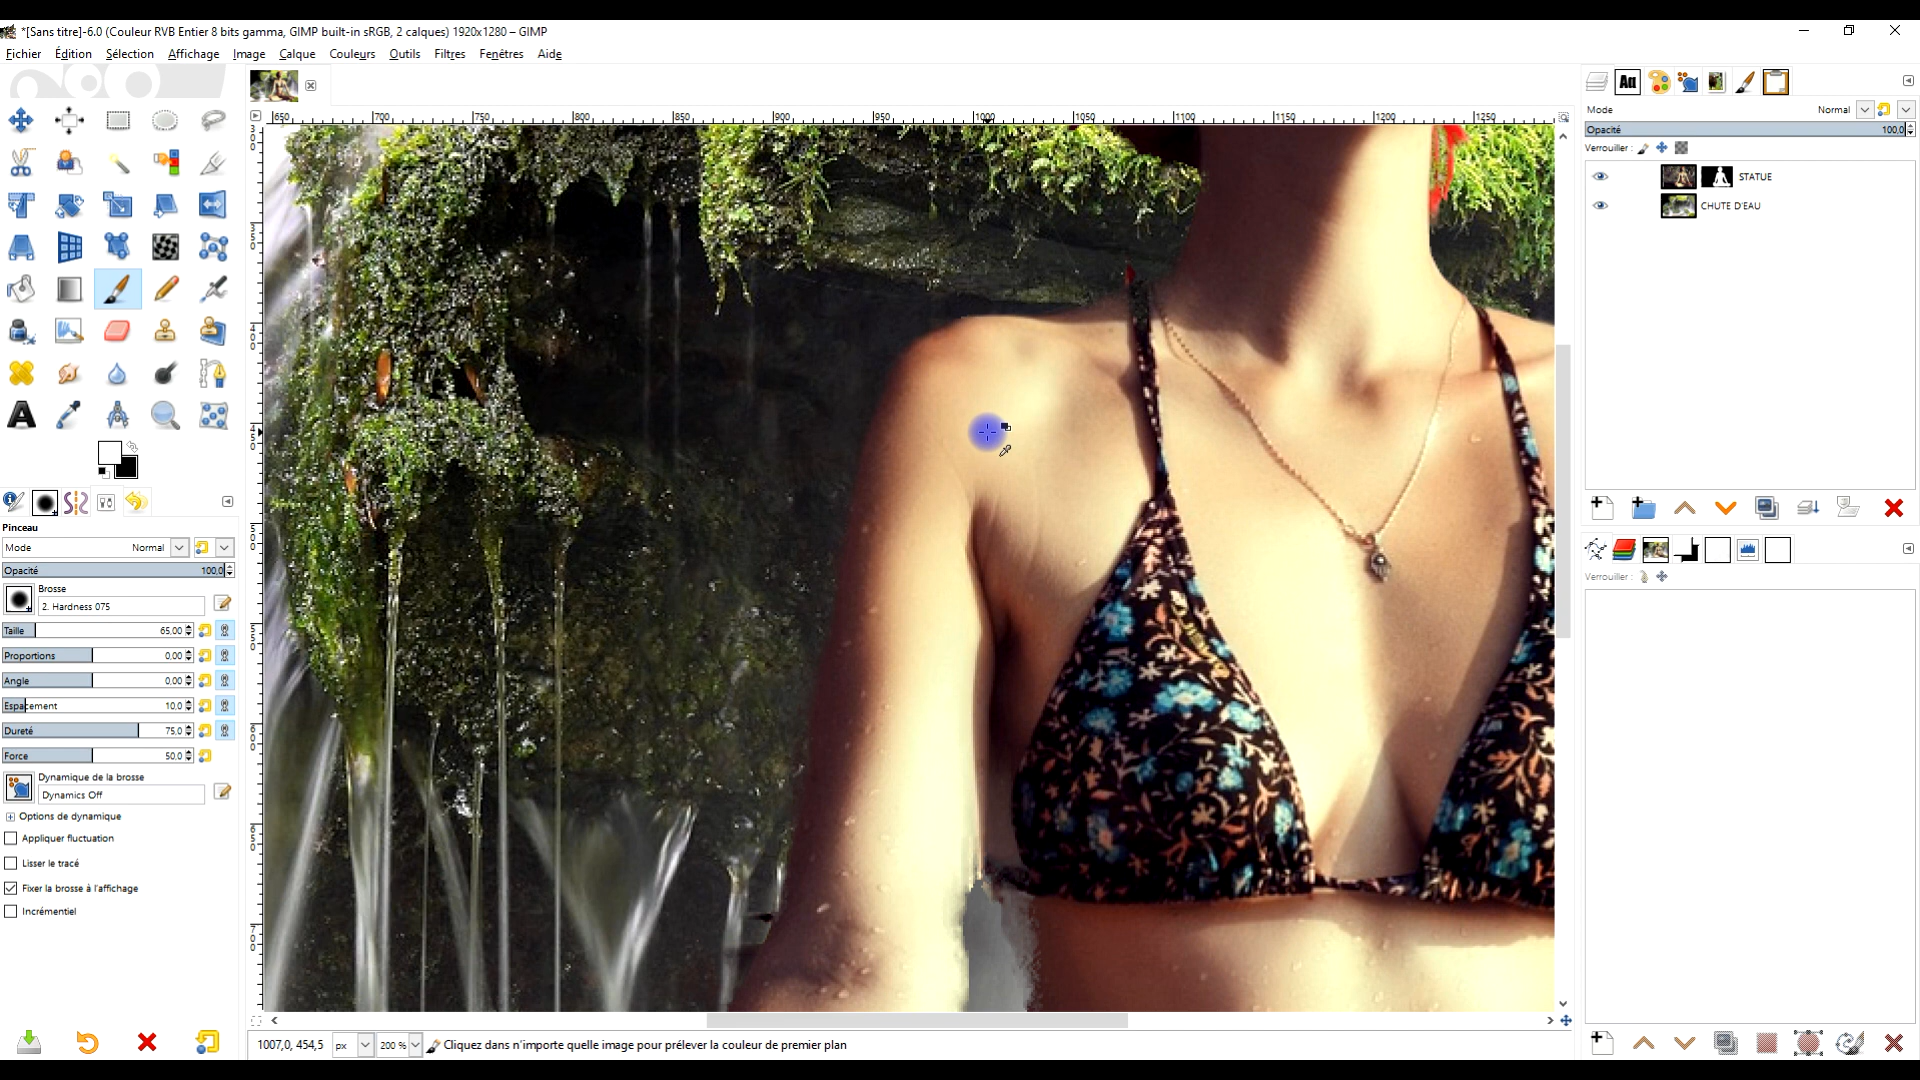 *[Sans titre]-6.0 (Couleur RVB Entier 8 bits gamma, GIMP built-in sRGB, 2 calques) 1920x1280 – GIMP
Fichier Édition Sélection Affichage Image Calque Couleurs Outils Filtres Fenêtres Aide
650 700 750 800 850 900 950 1000 1050 1100 1150 1200 1250
Mode Normal
Opacité 100,0
Verrouiller :
STATUE
CHUTE D'EAU
Pinceau
Mode Normal
Opacité 100,0
Brosse
2. Hardness 075
Taille 65,00
Proportions 0,00
Angle 0,00
Espacement 10,0
Dureté 75,0
Force 50,0
Dynamique de la brosse
Dynamics Off
Options de dynamique
Appliquer fluctuation
Lisser le tracé
Fixer la brosse à l'affichage
Incrémentiel
Verrouiller :
1007,0, 454,5 px 200 % Cliquez dans n'importe quelle image pour prélever la couleur de premier plan